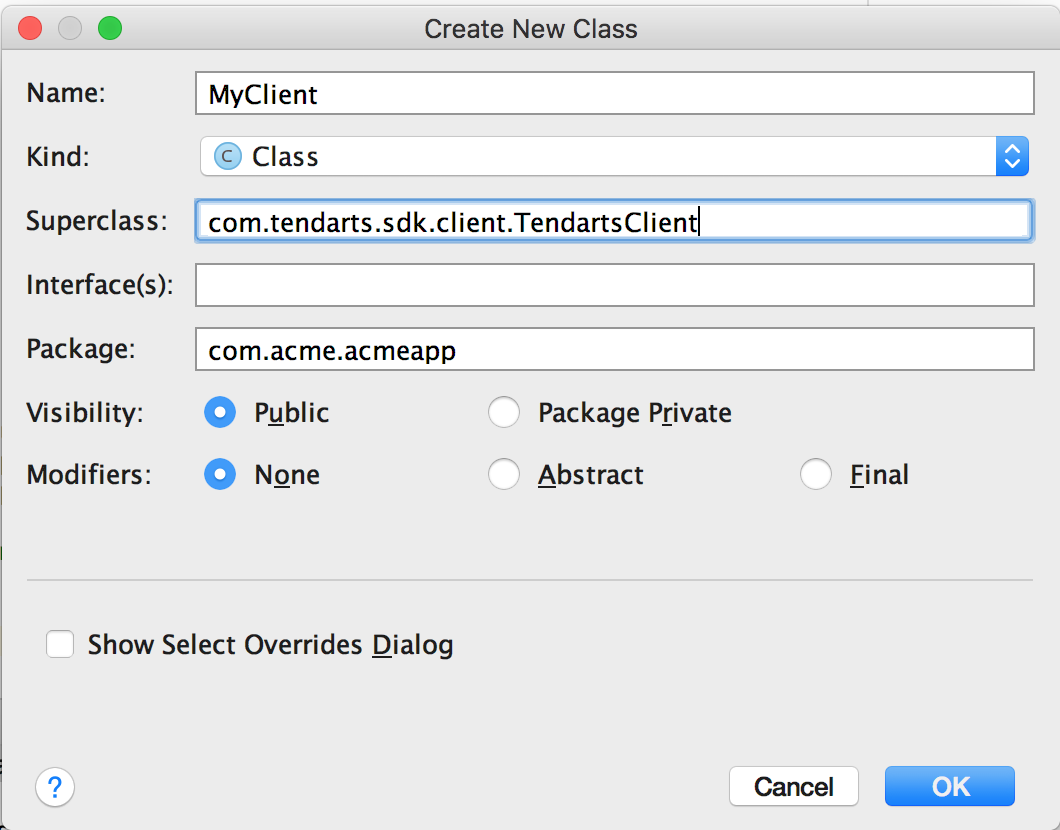 Create New Class
Name: MyClient
Kind: C Class
Superclass: com.tendarts.sdk.client.TendartsClient
Interface(s):
Package: com.acme.acmeapp
Visibility: Public Package Private
Modifiers: None Abstract Final
Show Select Overrides Dialog
? Cancel OK